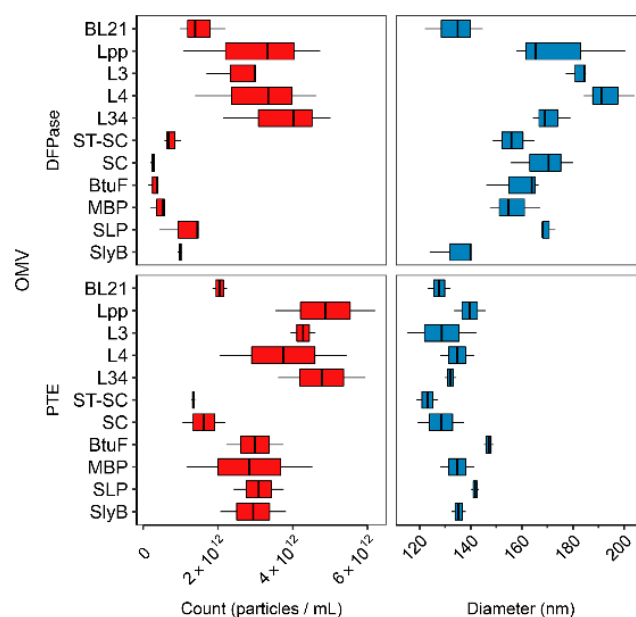 OMV
DFPase
BL21
Lpp
L3
L4
L34
ST-SC
SC
BtuF
MBP
SLP
SlyB
PTE
BL21
Lpp
L3
L4
L34
ST-SC
SC
BtuF
MBP
SLP
SlyB
0 2×10¹² 4×10¹² 6×10¹²
120 140 160 180 200
Count (particles / mL) Diameter (nm)